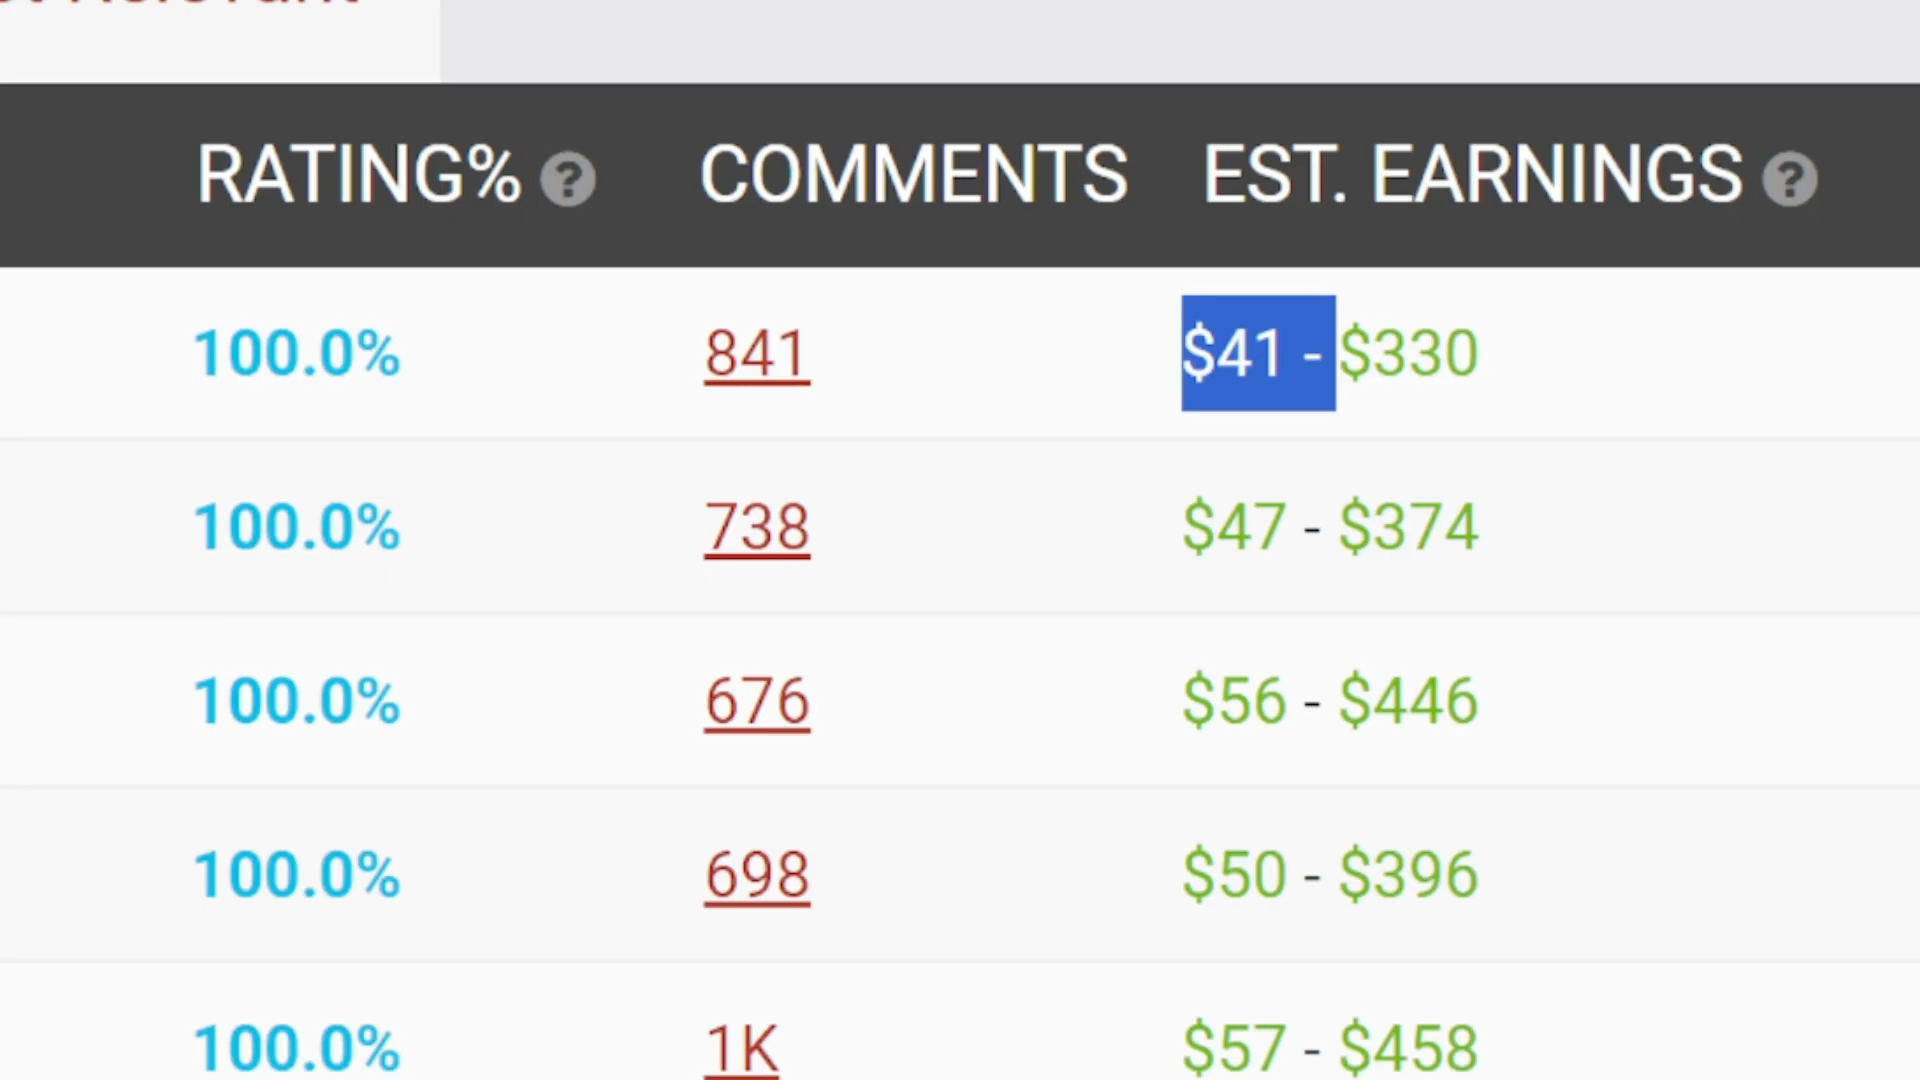 RATING% ? COMMENTS EST. EARNINGS ?
100.0% 841 $41 - $330
100.0% 738 $47 - $374
100.0% 676 $56 - $446
100.0% 698 $50 - $396
100.0% 1K $57 - $458